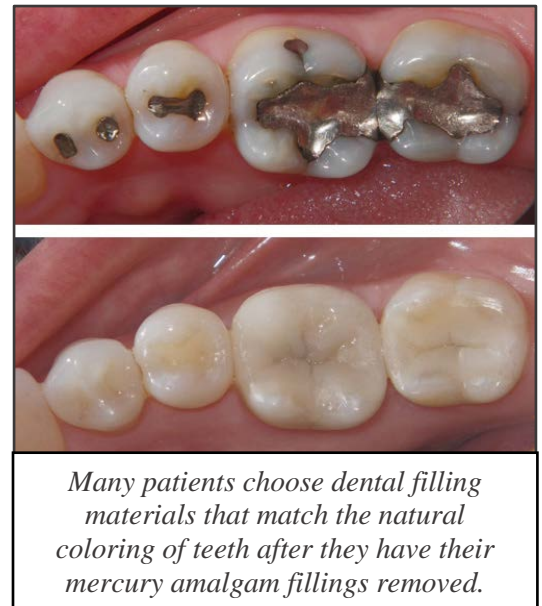 Many patients choose dental filling
materials that match the natural
coloring of teeth after they have their
mercury amalgam fillings removed.